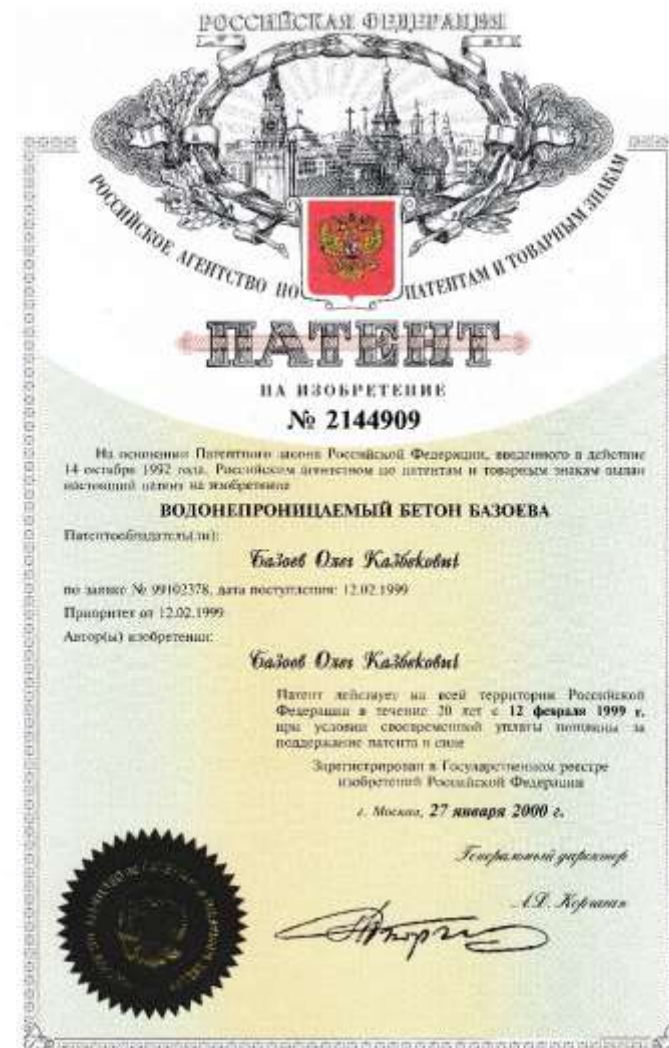 РОССИЙСКАЯ ФЕДЕРАЦИЯ
РОССИЙСКОЕ АГЕНТСТВО ПО ПАТЕНТАМ И ТОВАРНЫМ ЗНАКАМ
ПАТЕНТ
НА ИЗОБРЕТЕНИЕ
№ 2144909
На основании Патентного закона Российской Федерации, введенного в действие
14 октября 1992 года, Российским агентством по патентам и товарным знакам выдан
настоящий патент на изобретение
ВОДОНЕПРОНИЦАЕМЫЙ БЕТОН БАЗОЕВА
Патентообладатель(ли):
Базоев Олег Казбекович
по заявке № 99102378, дата поступления: 12.02.1999
Приоритет от 12.02.1999
Автор(ы) изобретения:
Базоев Олег Казбекович
Патент действует на всей территории Российской
Федерации в течение 20 лет с 12 февраля 1999 г.
при условии своевременной уплаты пошлины за
поддержание патента в силе
Зарегистрирован в Государственном реестре
изобретений Российской Федерации
г. Москва, 27 января 2000 г.
Генеральный директор
А.Д. Корчагин